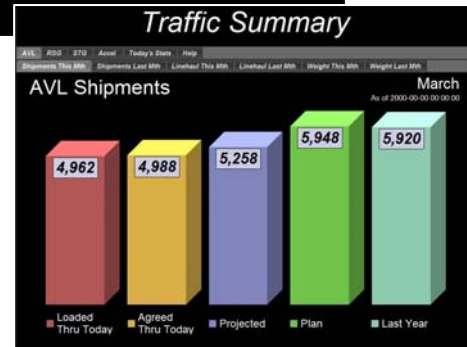 Traffic Summary
AVL RSG STG Accel Today's Stats Help
Shipments This Mth Shipments Last Mth Linehaul This Mth Linehaul Last Mth Weight This Mth Weight Last Mth
AVL Shipments
March
As of 2000-00-00 00:00:00
4,962
4,988
5,258
5,948
5,920
Loaded
Thru Today
Agreed
Thru Today
Projected
Plan
Last Year